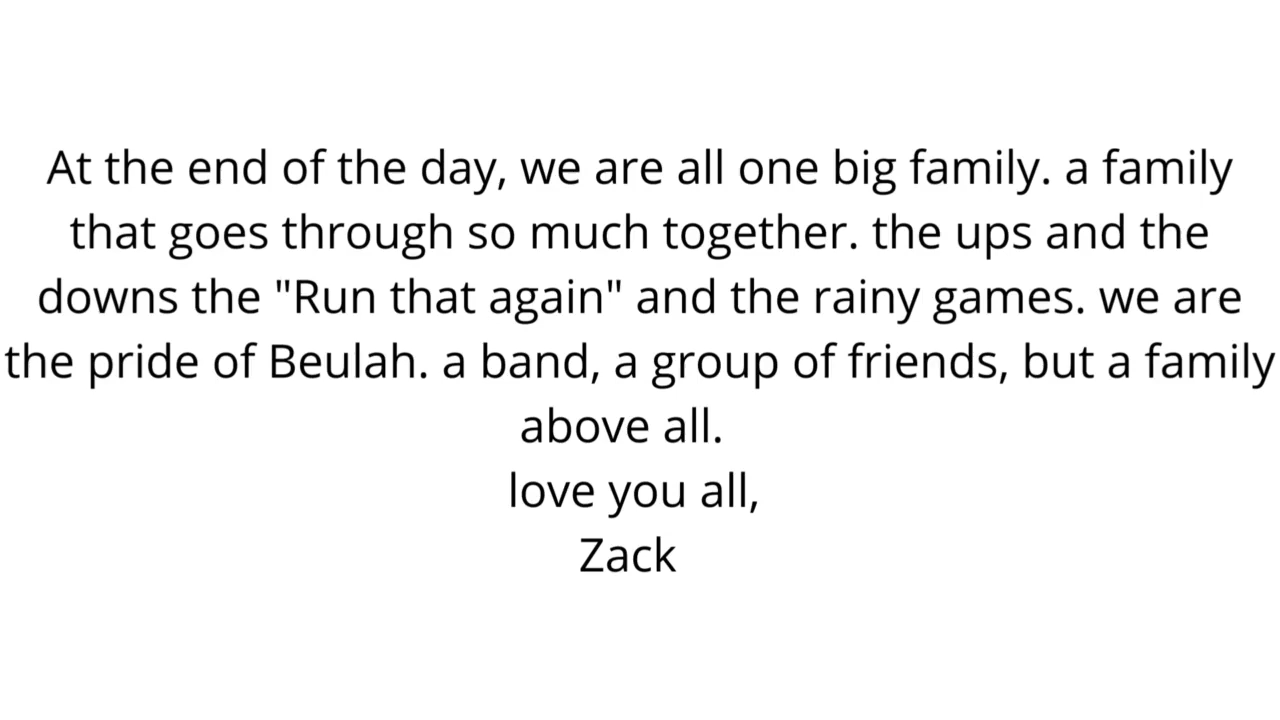 At the end of the day, we are all one big family. a family
that goes through so much together. the ups and the
downs the "Run that again" and the rainy games. we are
the pride of Beulah. a band, a group of friends, but a family
above all.
love you all,
Zack